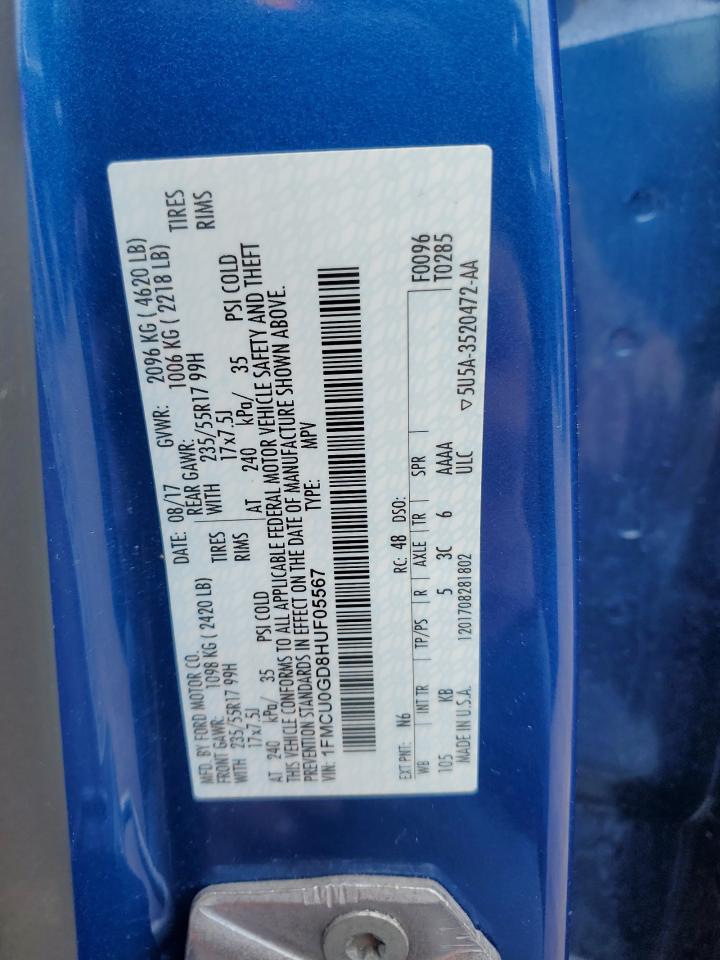 MFD. BY FORD MOTOR CO.
DATE: 08/17 GVWR: 2096 KG ( 4620 LB)
FRONT GAWR: 1098 KG ( 2420 LB) REAR GAWR: 1006 KG ( 2218 LB)
WITH 235/55R17 99H TIRES WITH 235/55R17 99H TIRES
17x7.5J RIMS 17x7.5J RIMS
AT 240 kPa/ 35 PSI COLD AT 240 kPa/ 35 PSI COLD
THIS VEHICLE CONFORMS TO ALL APPLICABLE FEDERAL MOTOR VEHICLE SAFETY AND THEFT
PREVENTION STANDARDS IN EFFECT ON THE DATE OF MANUFACTURE SHOWN ABOVE.
VIN: 1FMCU0GD8HUF05567 TYPE: MPV
EXT PNT: N6 RC: 48 DSO: F0096
WB INT TR TP/PS R AXLE TR SPR T0285
105 KB 5 3C 6 AAAA
MADE IN U.S.A. 1201708281802 ULC ▽5U5A-3520472-AA